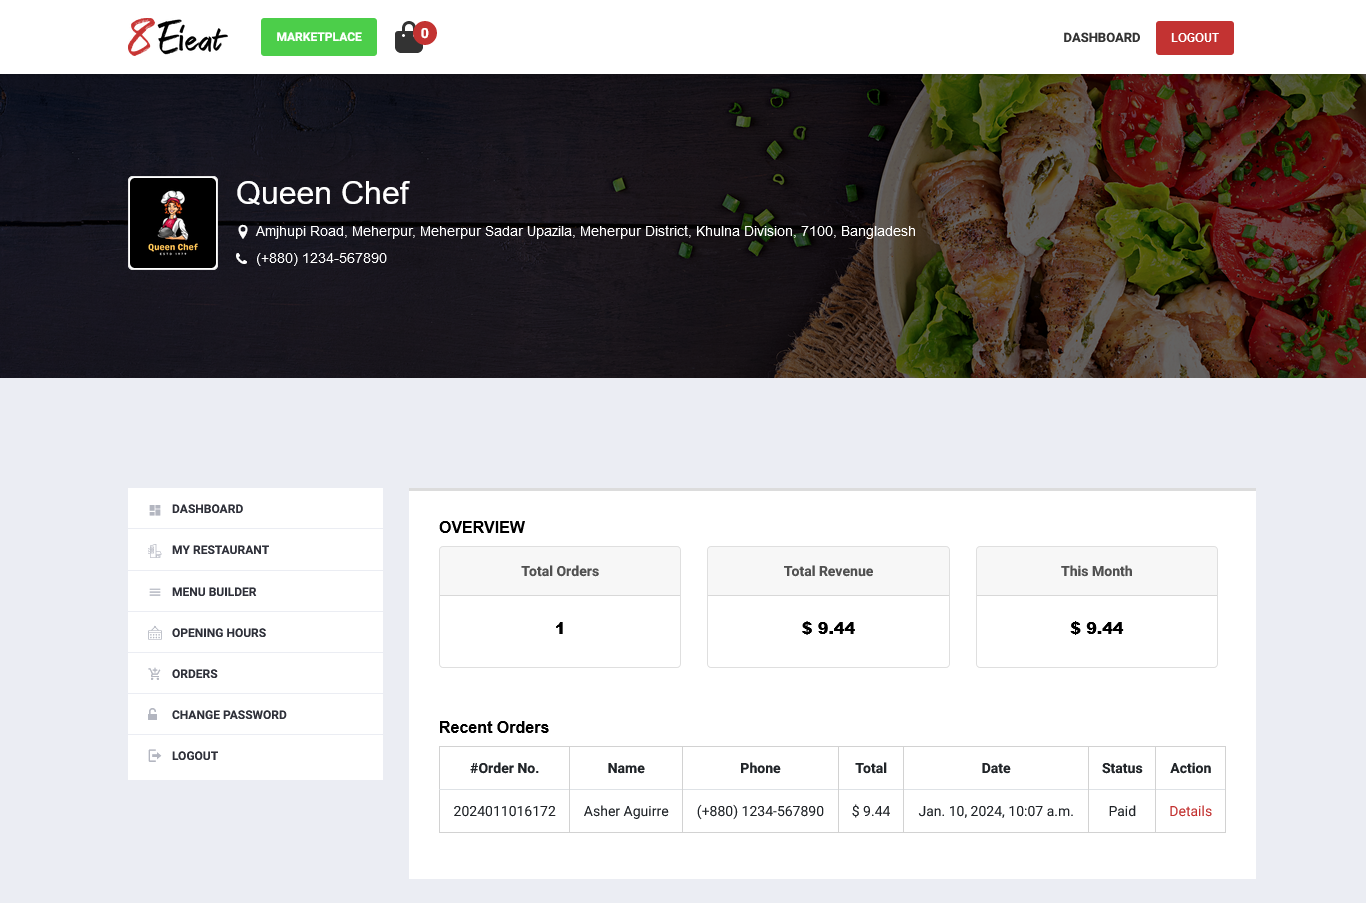 8Eleat
MARKETPLACE
0
DASHBOARD
LOGOUT
Queen Chef
Queen Chef
Amjhupi Road, Meherpur, Meherpur Sadar Upazila, Meherpur District, Khulna Division, 7100, Bangladesh
(+880) 1234-567890
DASHBOARD
MY RESTAURANT
MENU BUILDER
OPENING HOURS
ORDERS
CHANGE PASSWORD
LOGOUT
OVERVIEW
Total Orders
Total Revenue
This Month
1
$ 9.44
$ 9.44
Recent Orders
#Order No. Name Phone Total Date Status Action
2024011016172 Asher Aguirre (+880) 1234-567890 $ 9.44 Jan. 10, 2024, 10:07 a.m. Paid Details